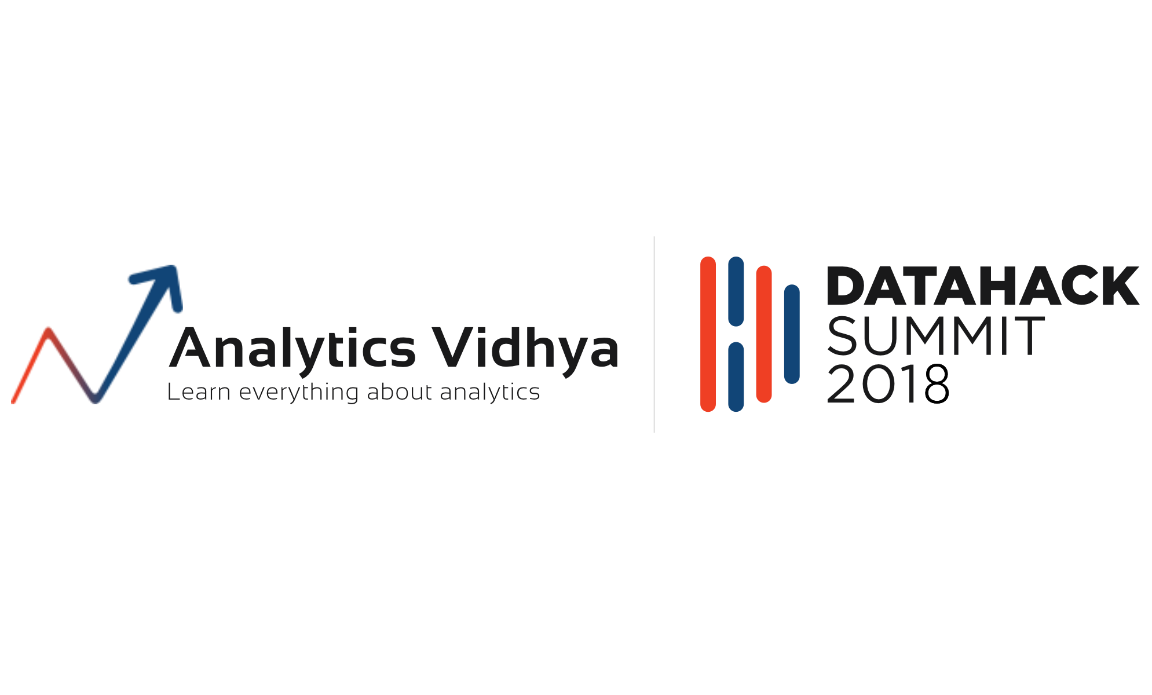 Analytics Vidhya
Learn everything about analytics
DATAHACK
SUMMIT
2018